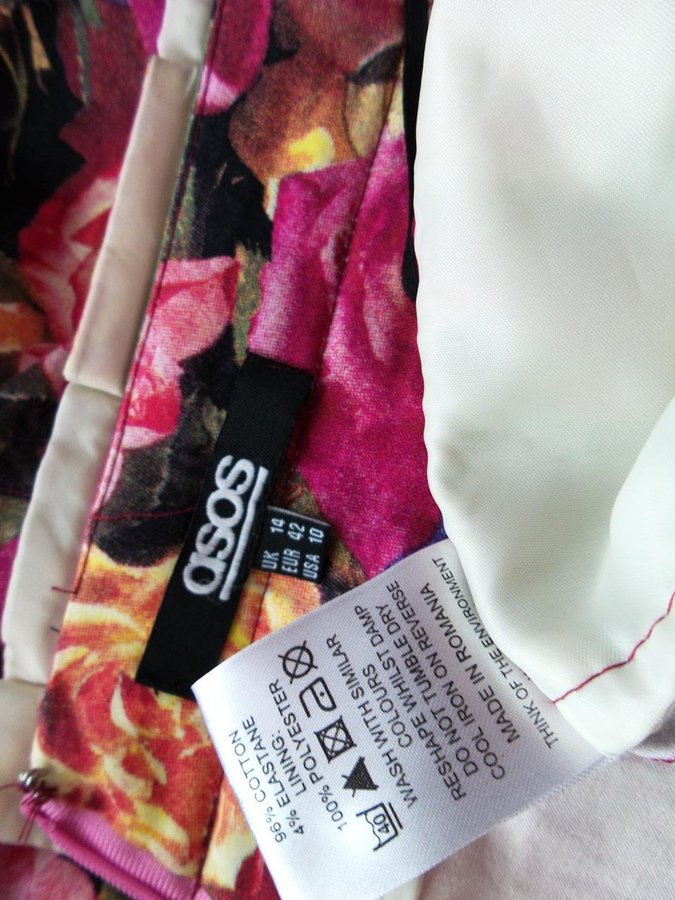 asos
UK 14
EUR 42
USA 10
96% COTTON
4% ELASTANE
LINING:
100% POLYESTER
40
WASH WITH SIMILAR
COLOURS
RESHAPE WHILST DAMP
DO NOT TUMBLE DRY
COOL IRON ON REVERSE
MADE IN ROMANIA
THINK OF THE ENVIRONMENT